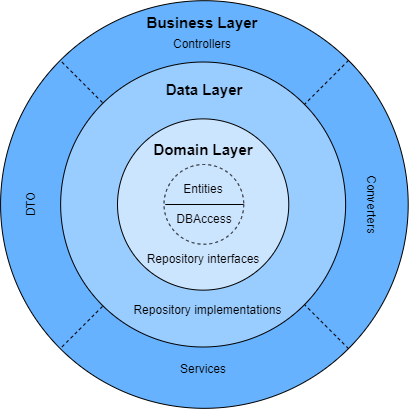 Business Layer
Controllers
Data Layer
Domain Layer
Entities
DBAccess
DTO
Converters
Repository interfaces
Repository implementations
Services